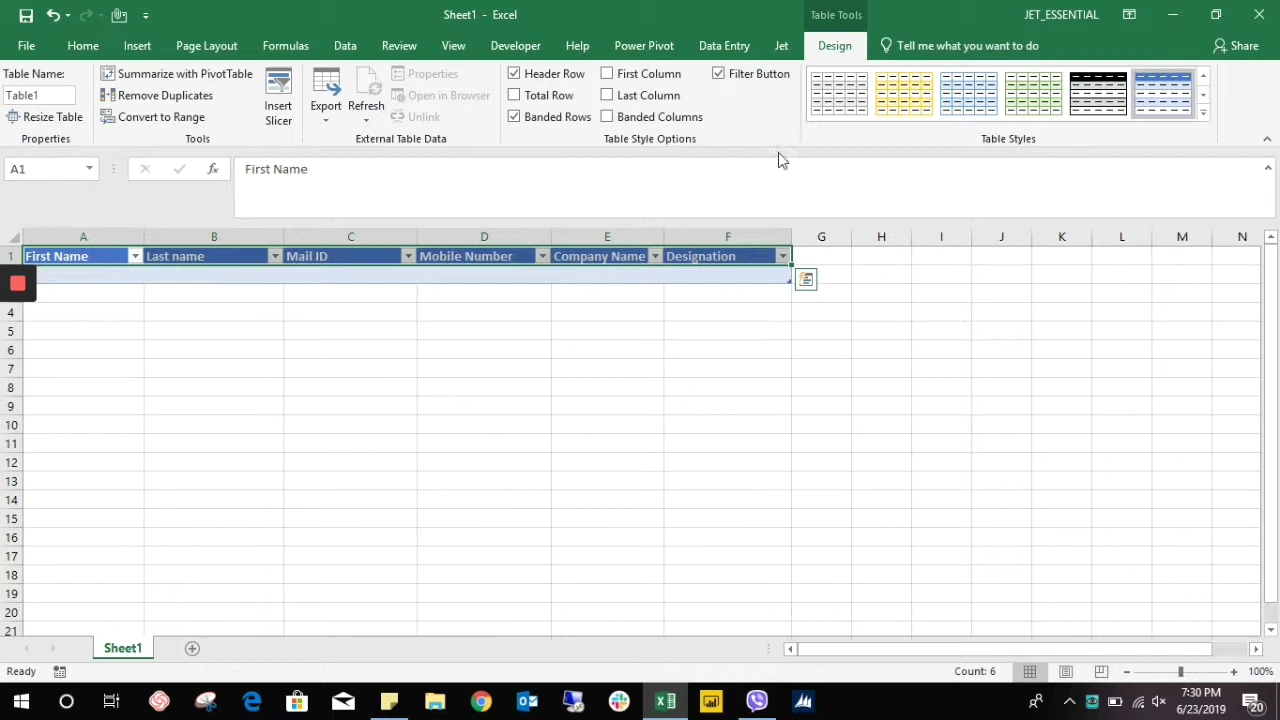 Sheet1 - Excel
Table Tools
JET_ESSENTIAL
File Home Insert Page Layout Formulas Data Review View Developer Help Power Pivot Data Entry Jet Design Tell me what you want to do Share
Table Name:
Table1
Resize Table
Properties
Summarize with PivotTable
Remove Duplicates
Convert to Range
Tools
Insert
Slicer
Export
Refresh
Properties
Open in Browser
Unlink
External Table Data
Header Row
Total Row
Banded Rows
First Column
Last Column
Banded Columns
Filter Button
Table Style Options
Table Styles
A1
fx
First Name
A B C D E F G H I J K L M N
1 First Name Last name Mail ID Mobile Number Company Name Designation
4
5
6
7
8
9
10
11
12
13
14
15
16
17
18
19
20
21
Sheet1
Ready
Count: 6
100%
7:30 PM
6/23/2019
20